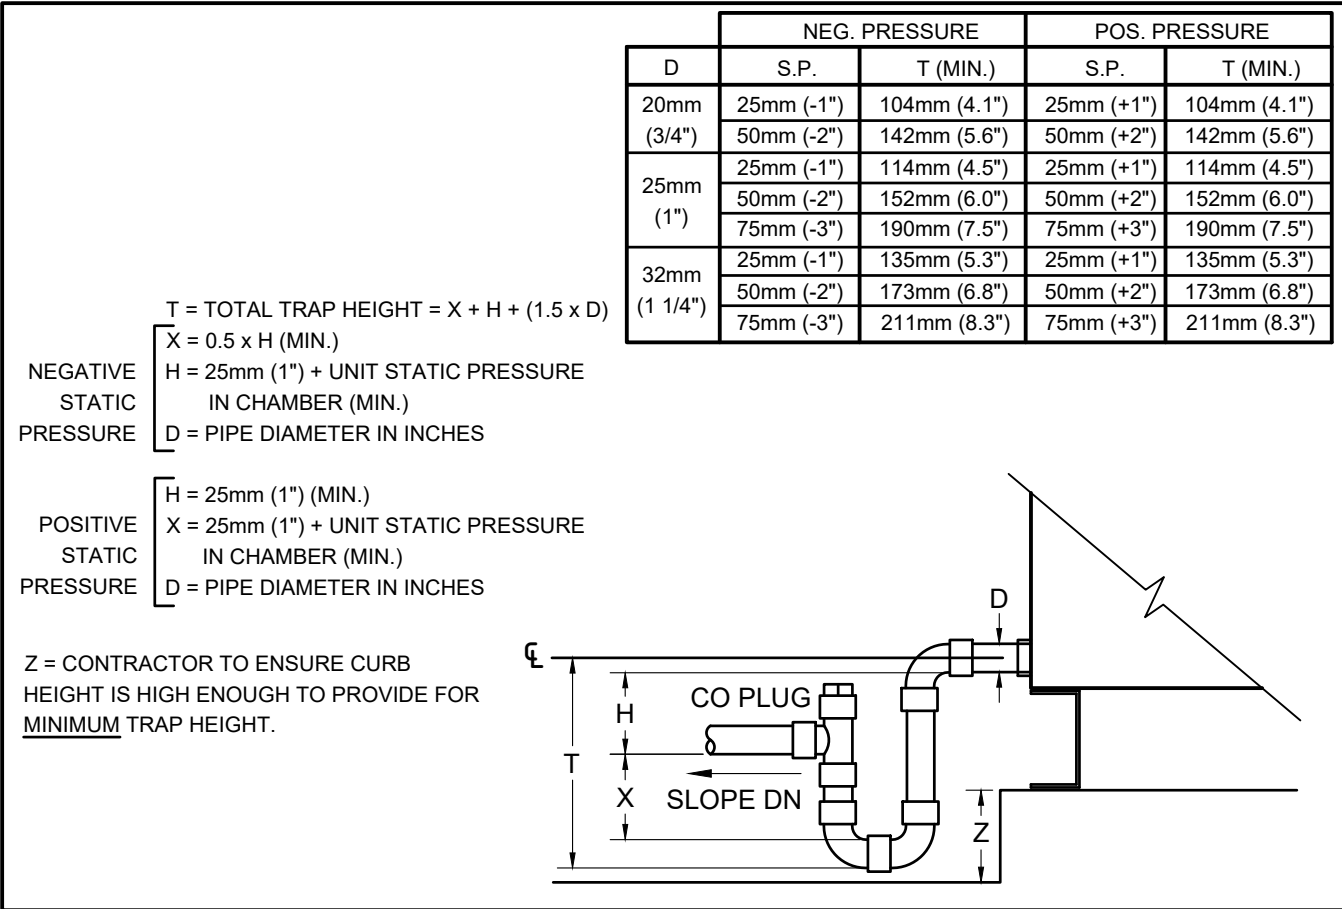 NEG. PRESSURE POS. PRESSURE
D S.P. T (MIN.) S.P. T (MIN.)
20mm (3/4") 25mm (-1") 104mm (4.1") 25mm (+1") 104mm (4.1")
50mm (-2") 142mm (5.6") 50mm (+2") 142mm (5.6")
25mm (1") 25mm (-1") 114mm (4.5") 25mm (+1") 114mm (4.5")
50mm (-2") 152mm (6.0") 50mm (+2") 152mm (6.0")
75mm (-3") 190mm (7.5") 75mm (+3") 190mm (7.5")
32mm (1 1/4") 25mm (-1") 135mm (5.3") 25mm (+1") 135mm (5.3")
50mm (-2") 173mm (6.8") 50mm (+2") 173mm (6.8")
75mm (-3") 211mm (8.3") 75mm (+3") 211mm (8.3")
T = TOTAL TRAP HEIGHT = X + H + (1.5 x D)
NEGATIVE
STATIC
PRESSURE
X = 0.5 x H (MIN.)
H = 25mm (1") + UNIT STATIC PRESSURE
IN CHAMBER (MIN.)
D = PIPE DIAMETER IN INCHES
POSITIVE
STATIC
PRESSURE
H = 25mm (1") (MIN.)
X = 25mm (1") + UNIT STATIC PRESSURE
IN CHAMBER (MIN.)
D = PIPE DIAMETER IN INCHES
Z = CONTRACTOR TO ENSURE CURB
HEIGHT IS HIGH ENOUGH TO PROVIDE FOR
MINIMUM TRAP HEIGHT.
D
℄
CO PLUG
H
T
X
SLOPE DN
Z